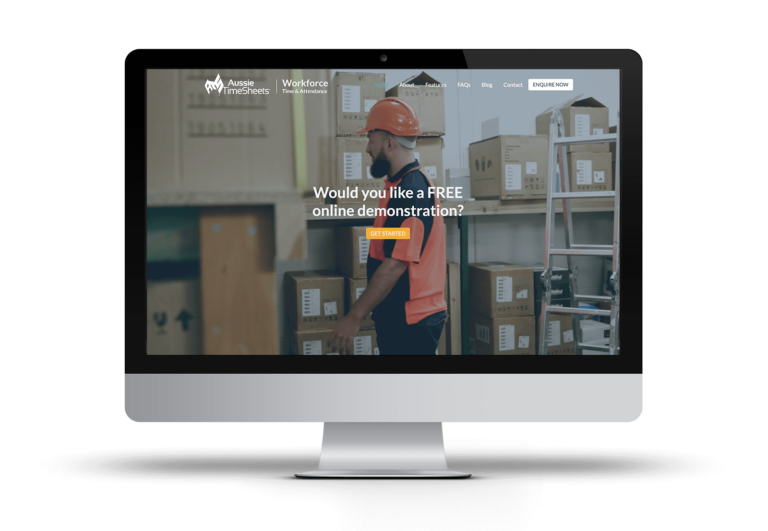 Aussie
TimeSheets
Workforce
Time & Attendance
About
Features
FAQs
Blog
Contact
ENQUIRE NOW
Would you like a FREE
online demonstration?
GET STARTED